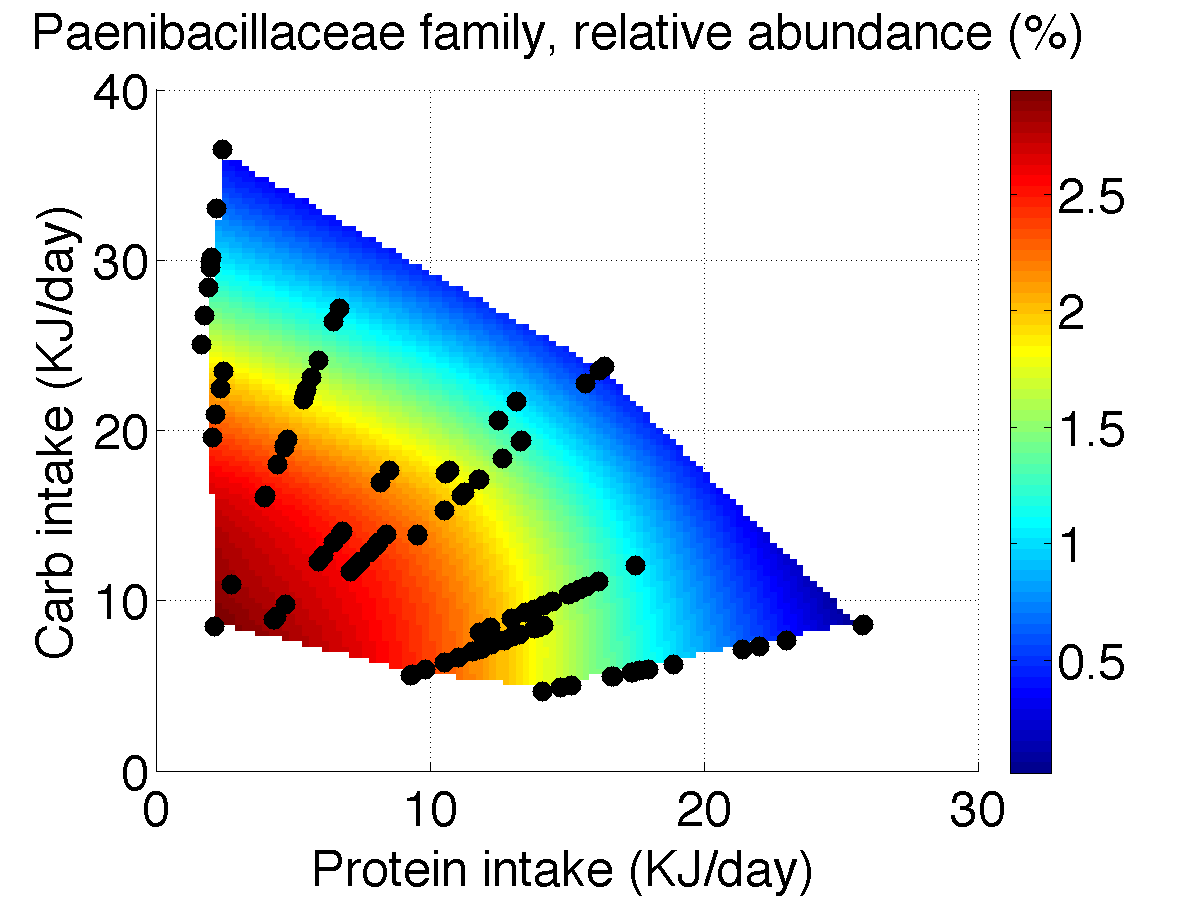 Paenibacillaceae family, relative abundance (%)
40
30
20
10
0
Carb intake (KJ/day)
0 10 20 30
Protein intake (KJ/day)
2.5
2
1.5
1
0.5